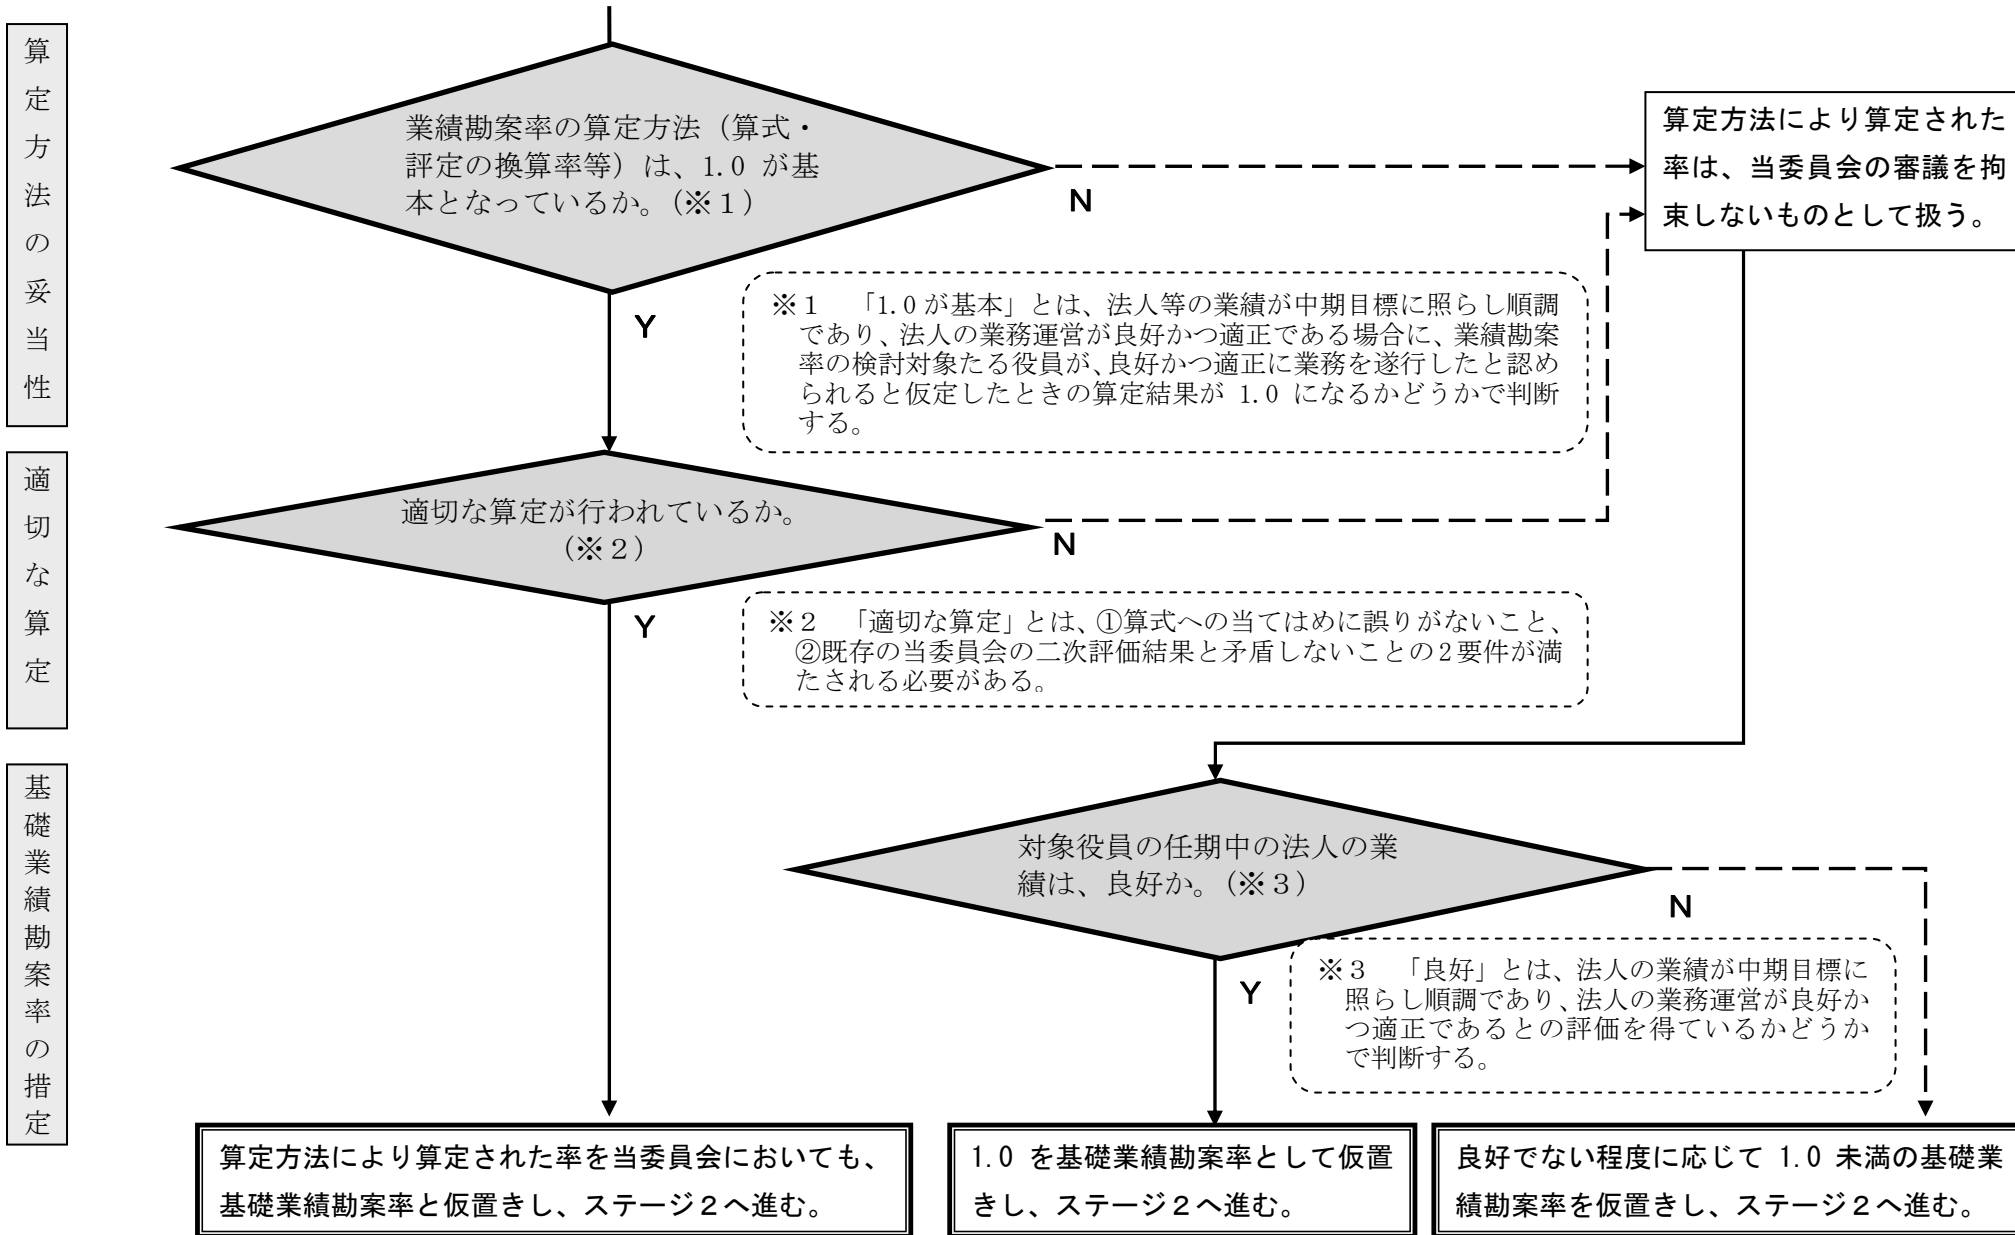 算定方法の妥当性
業績勘案率の算定方法（算式・
評定の換算率等）は、1.0 が基
本となっているか。（※１）
N
Y
算定方法により算定された
率は、当委員会の審議を拘
束しないものとして扱う。
※１　「1.0が基本」とは、法人等の業績が中期目標に照らし順調
であり、法人の業務運営が良好かつ適正である場合に、業績勘案
率の検討対象たる役員が、良好かつ適正に業務を遂行したと認め
られると仮定したときの算定結果が 1.0 になるかどうかで判断
する。
適切な算定
適切な算定が行われているか。
（※２）
N
Y
※２　「適切な算定」とは、①算式への当てはめに誤りがないこと、
②既存の当委員会の二次評価結果と矛盾しないことの2要件が満
たされる必要がある。
基礎業績勘案率の措定
対象役員の任期中の法人の業
績は、良好か。（※３）
N
Y
※３　「良好」とは、法人の業績が中期目標に
照らし順調であり、法人の業務運営が良好か
つ適正であるとの評価を得ているかどうか
で判断する。
算定方法により算定された率を当委員会においても、
基礎業績勘案率と仮置きし、ステージ２へ進む。
1.0 を基礎業績勘案率として仮置
きし、ステージ２へ進む。
良好でない程度に応じて 1.0 未満の基礎業
績勘案率を仮置きし、ステージ２へ進む。